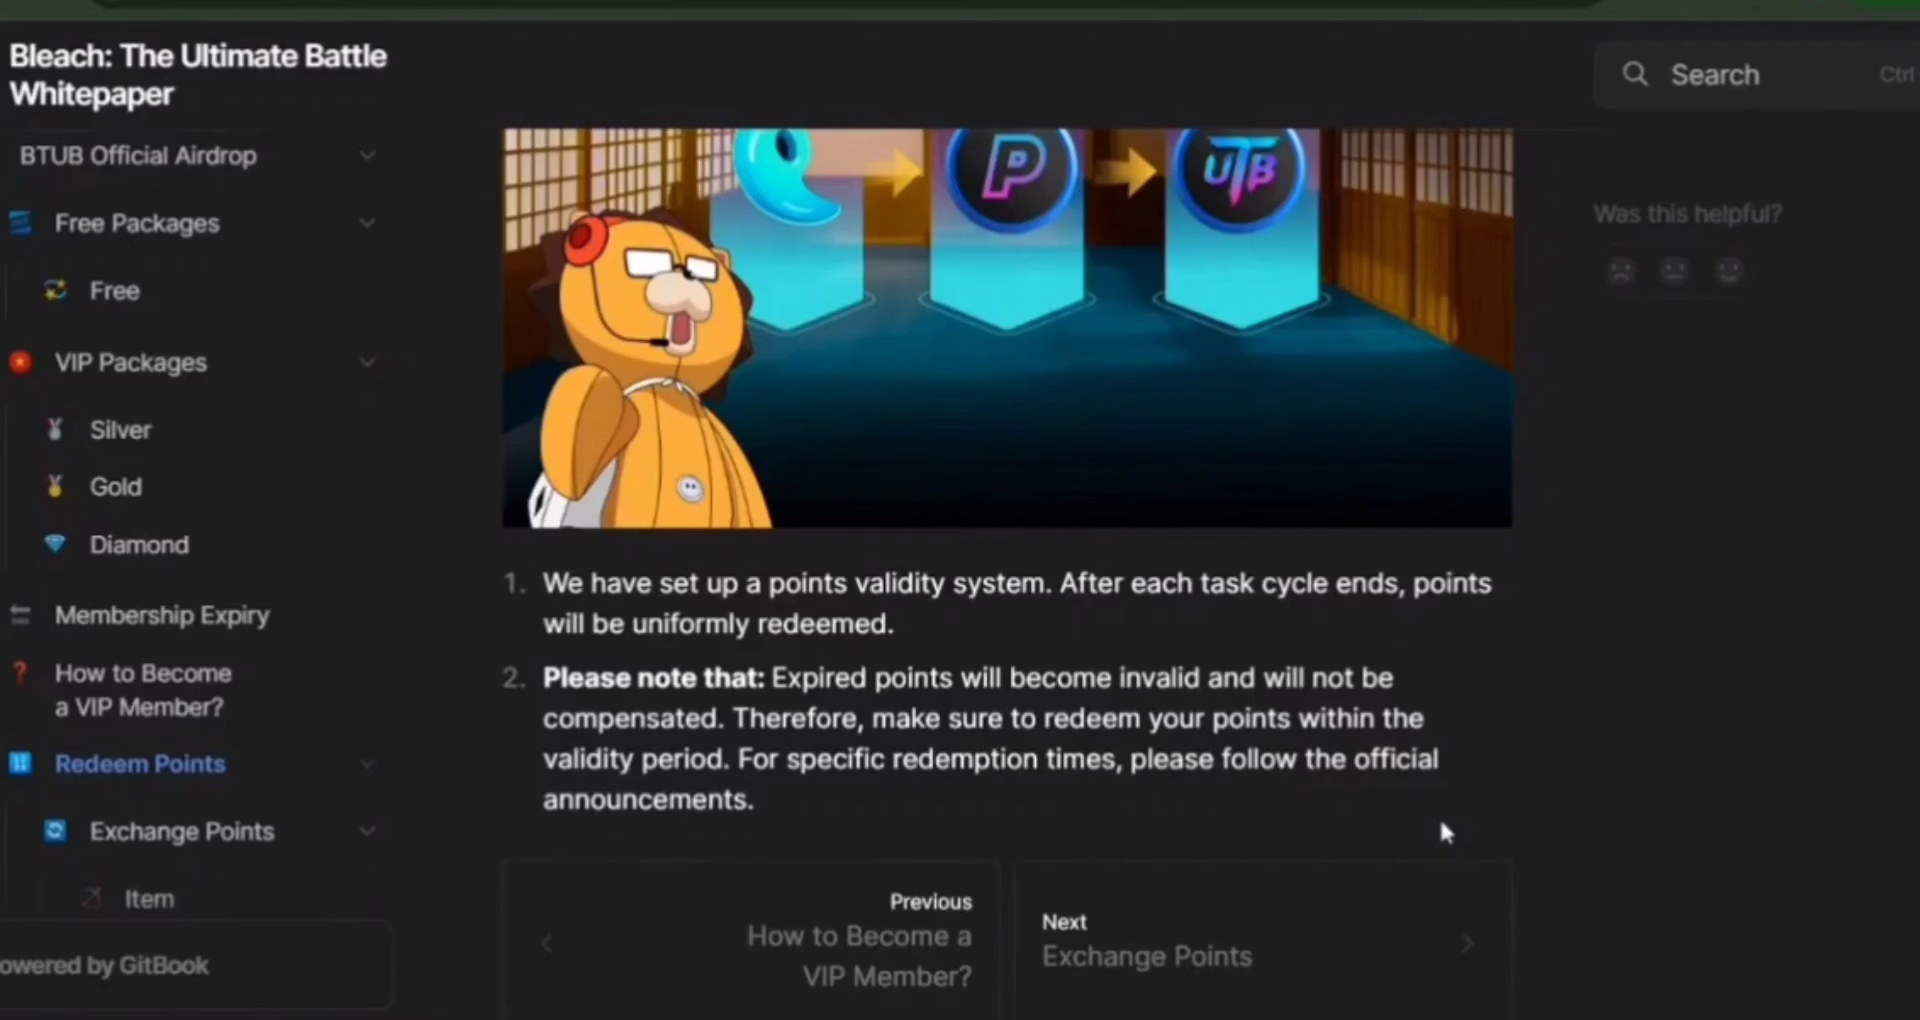 Bleach: The Ultimate Battle
Whitepaper
Search
Ctrl
BTUB Official Airdrop
Free Packages
Free
VIP Packages
Silver
Gold
Diamond
Membership Expiry
How to Become
a VIP Member?
Redeem Points
Exchange Points
Item
owered by GitBook
P
UTB
1. We have set up a points validity system. After each task cycle ends, points
will be uniformly redeemed.
2. Please note that: Expired points will become invalid and will not be
compensated. Therefore, make sure to redeem your points within the
validity period. For specific redemption times, please follow the official
announcements.
Previous
How to Become a
VIP Member?
Next
Exchange Points
Was this helpful?